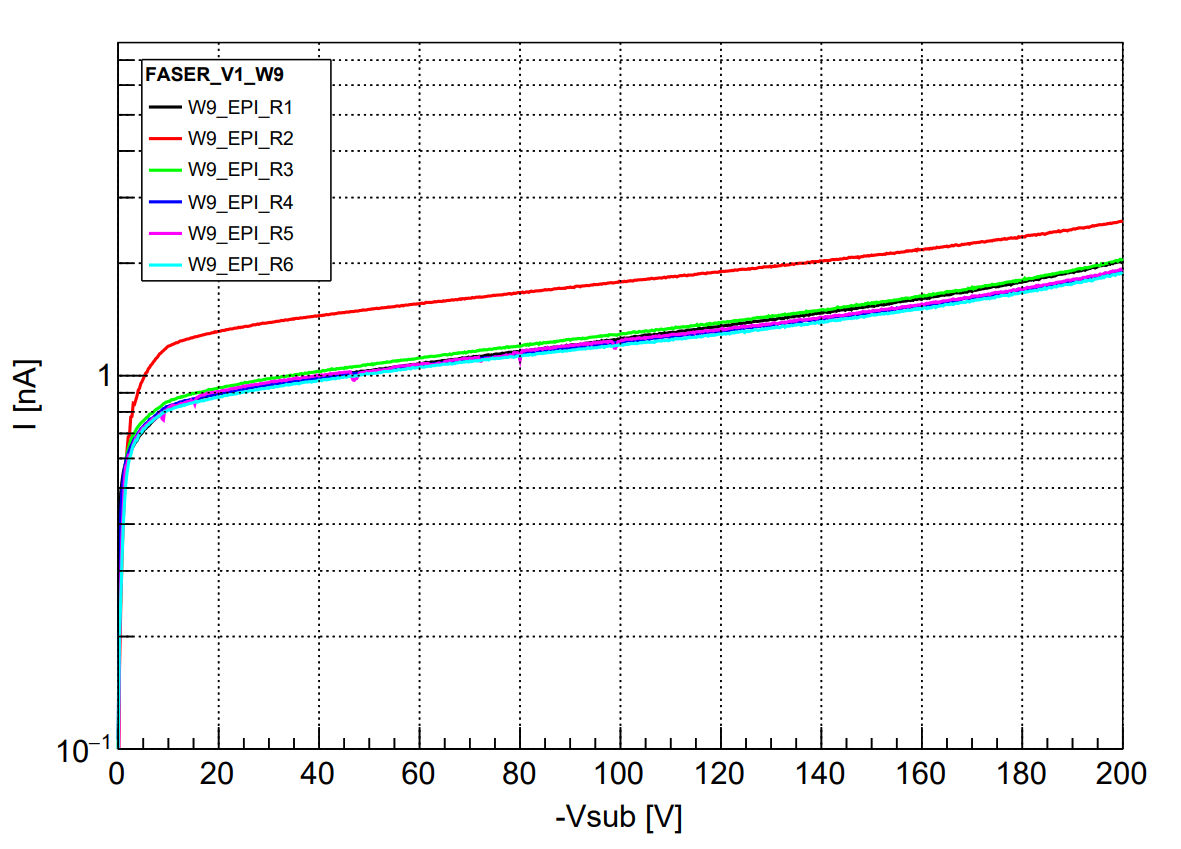 FASER_V1_W9
W9_EPI_R1
W9_EPI_R2
W9_EPI_R3
W9_EPI_R4
W9_EPI_R5
W9_EPI_R6
I [nA]
1
10⁻¹
0 20 40 60 80 100 120 140 160 180 200
-Vsub [V]